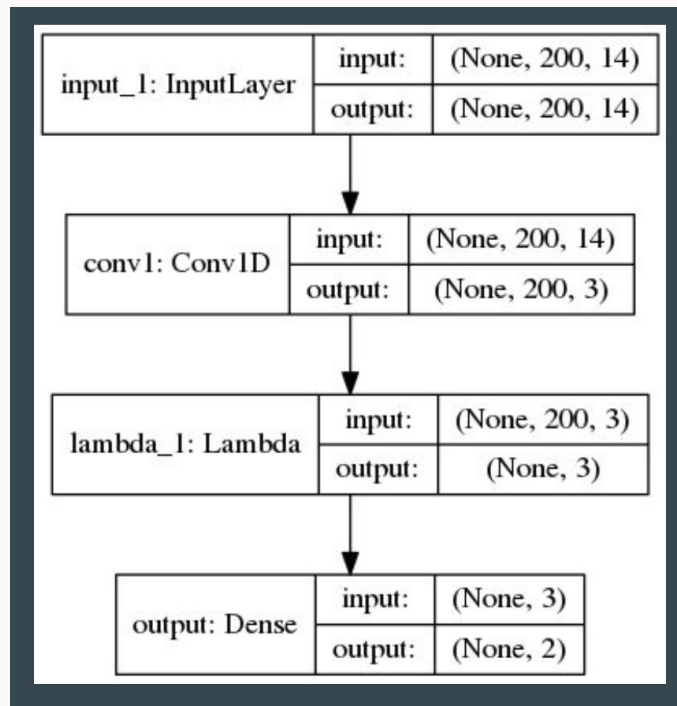 input_1: InputLayer
input: (None, 200, 14)
output: (None, 200, 14)
conv1: Conv1D
input: (None, 200, 14)
output: (None, 200, 3)
lambda_1: Lambda
input: (None, 200, 3)
output: (None, 3)
output: Dense
input: (None, 3)
output: (None, 2)